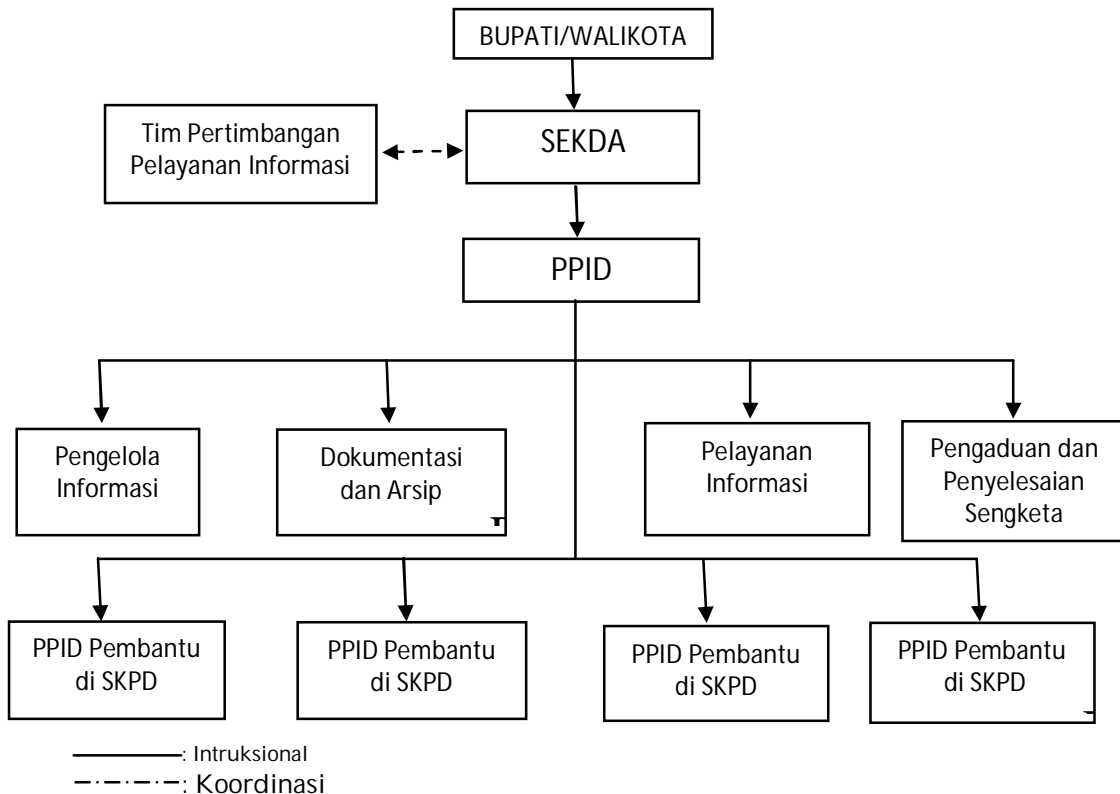 BUPATI/WALIKOTA
Tim Pertimbangan
Pelayanan Informasi
SEKDA
PPID
Pengelola
Informasi
Dokumentasi
dan Arsip
Pelayanan
Informasi
Pengaduan dan
Penyelesaian
Sengketa
PPID Pembantu
di SKPD
PPID Pembantu
di SKPD
PPID Pembantu
di SKPD
PPID Pembantu
di SKPD
: Intruksional
: Koordinasi